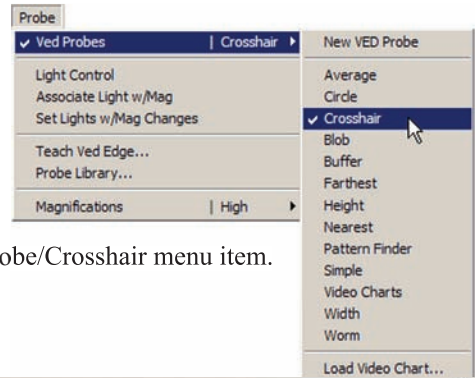 Probe
✓ Ved Probes | Crosshair
Light Control
Associate Light w/Mag
Set Lights w/Mag Changes
Teach Ved Edge...
Probe Library...
Magnifications | High
New VED Probe
Average
Circle
✓ Crosshair
Blob
Buffer
Farthest
Height
Nearest
Pattern Finder
Simple
Video Charts
Width
Worm
Load Video Chart...
obe/Crosshair menu item.